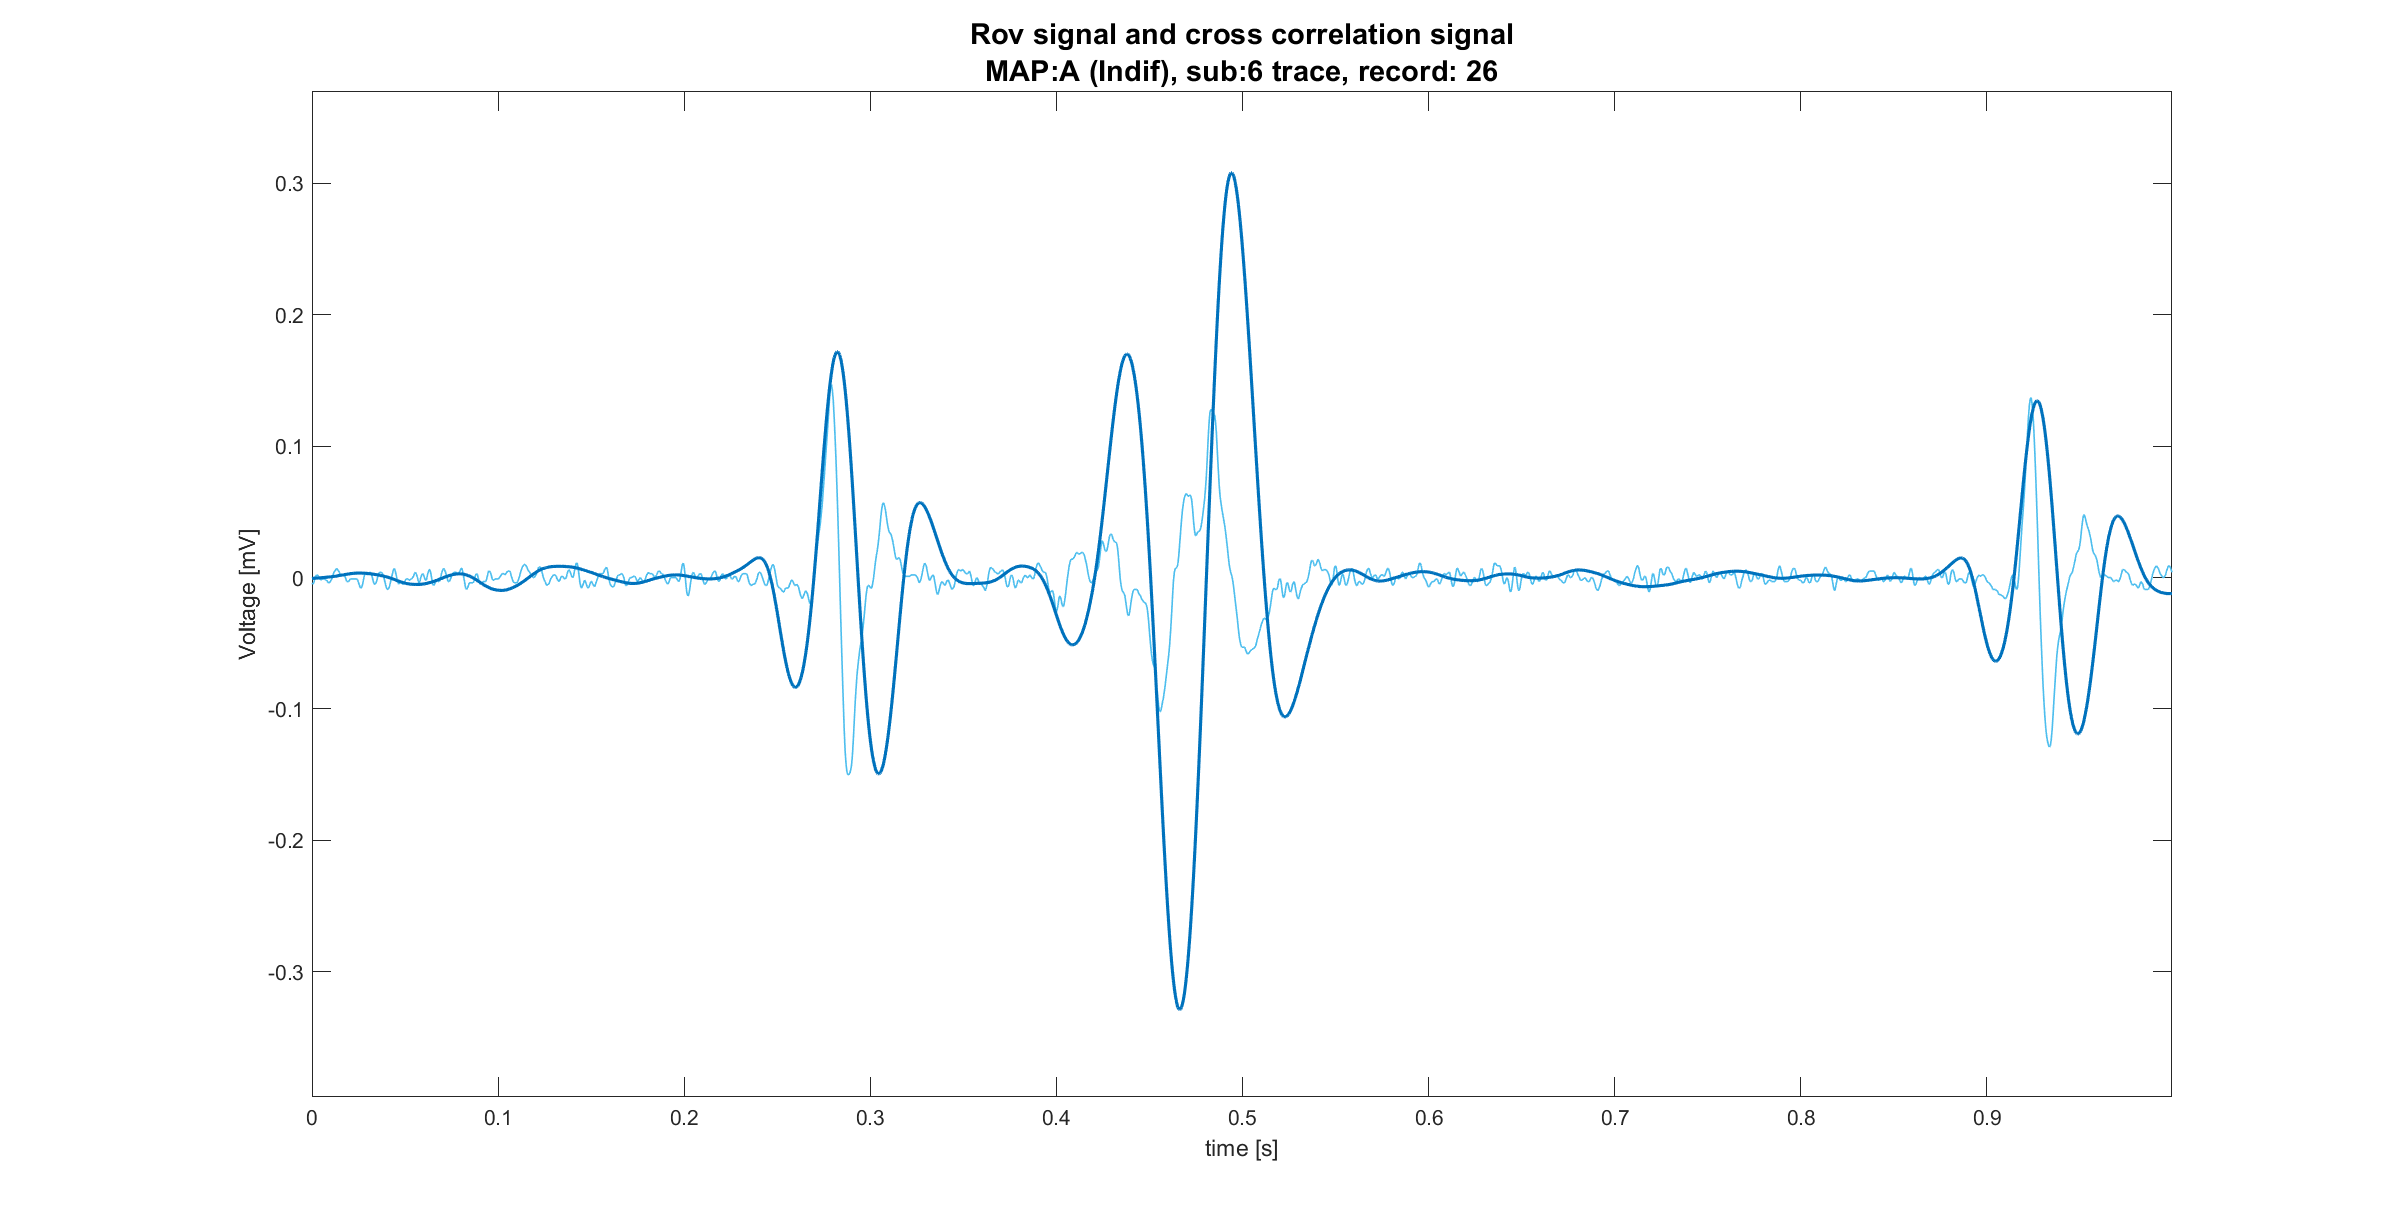 Rov signal and cross correlation signal
MAP:A (Indif), sub:6 trace, record: 26
0.3
0.2
0.1
0
-0.1
-0.2
-0.3
Voltage [mV]
0 0.1 0.2 0.3 0.4 0.5 0.6 0.7 0.8 0.9
time [s]